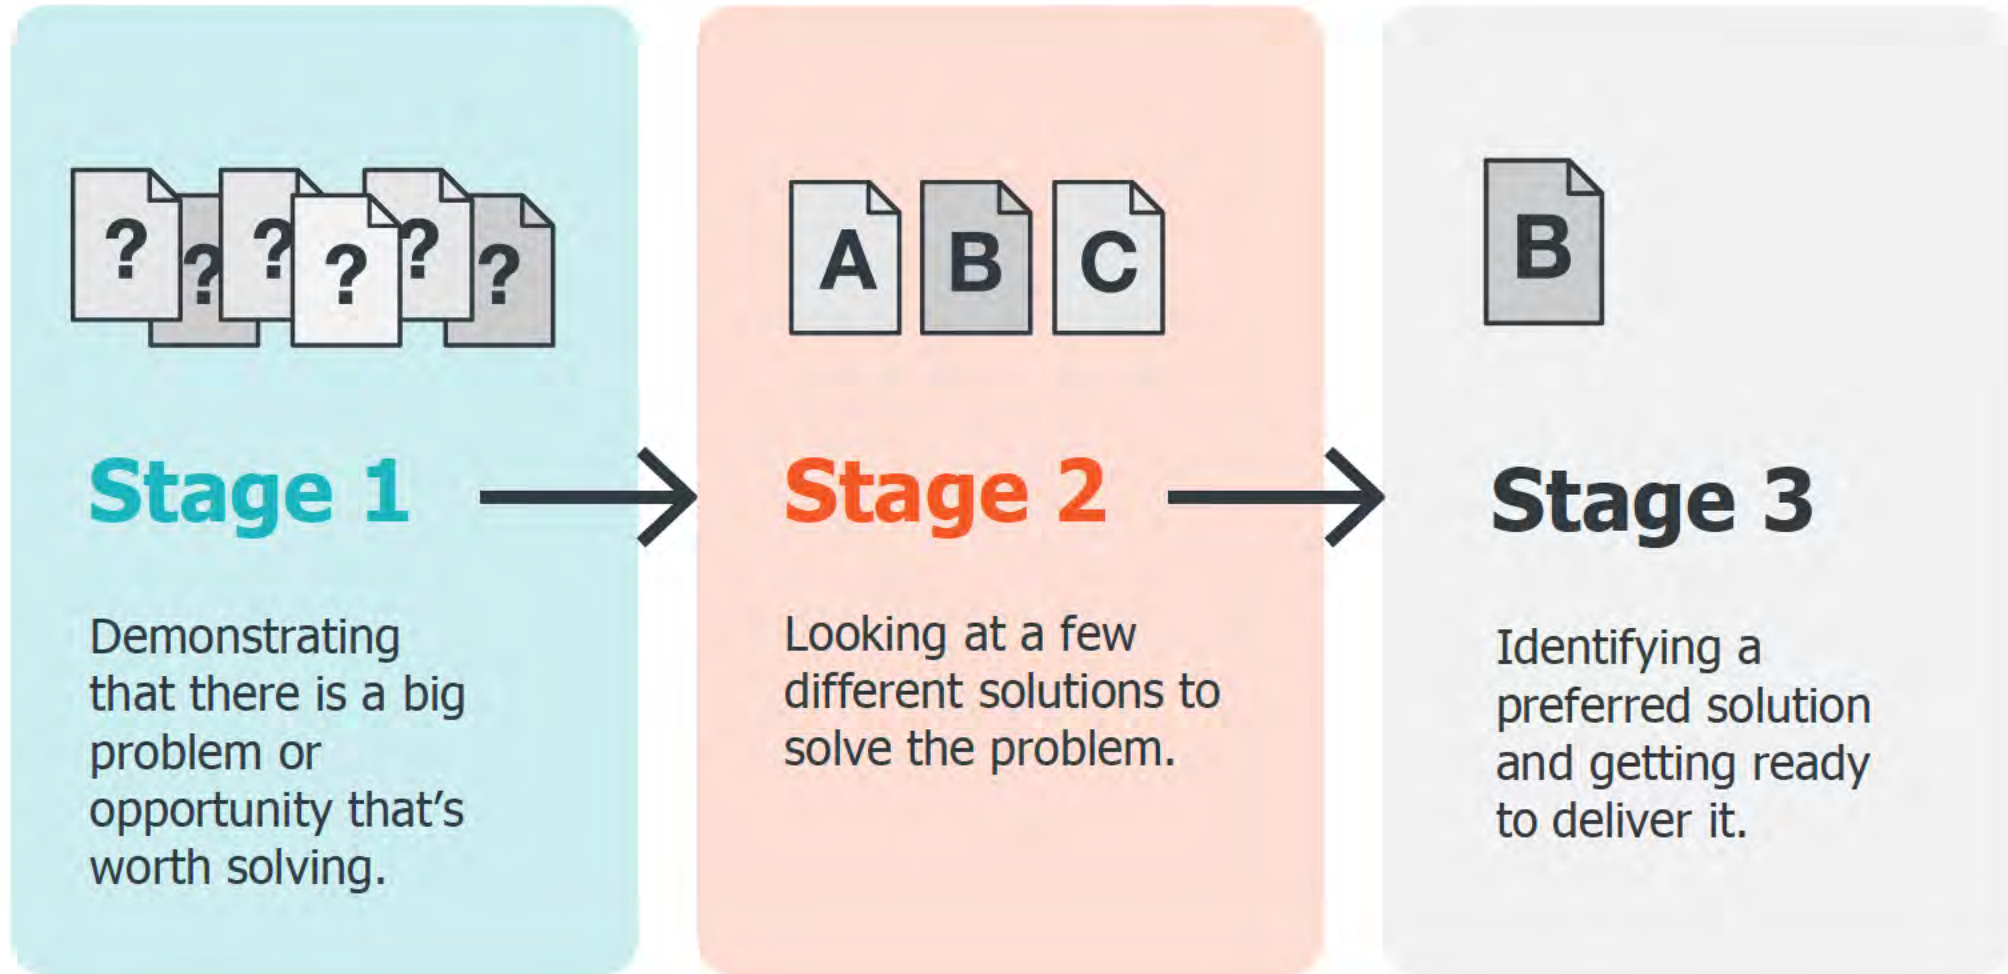 ? ? ? ? ? ?
Stage 1
Demonstrating
that there is a big
problem or
opportunity that's
worth solving.
A B C
Stage 2
Looking at a few
different solutions to
solve the problem.
B
Stage 3
Identifying a
preferred solution
and getting ready
to deliver it.